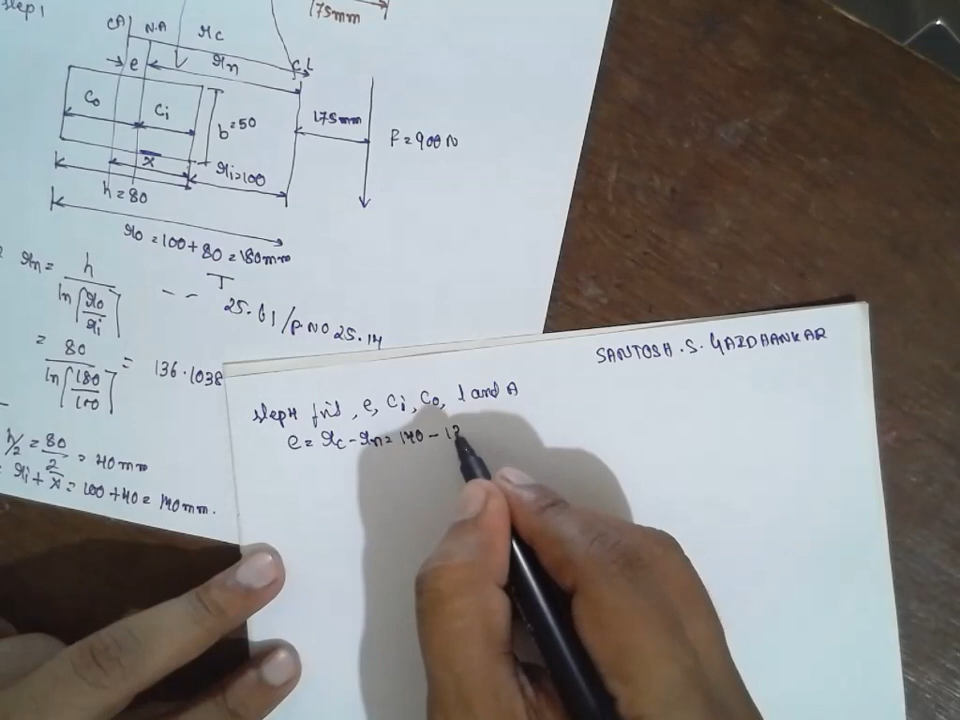 step 1
175mm
CA N.A rc
e rn CL
Co Ci b=50 175mm F=900N
x ri=100
h=80
ro=100+80=180mm
rn = h / ln[ro/ri] -- 25.61/P.NO 25.14
= 80 / ln[180/100] = 136.1038
h/2 = 80/2 = 40mm
ri + x = 100+40 = 140mm.
SANTOSH.S.GAIDHANKAR
step4 find, e, Ci, Co, l and A
e = rc - rn = 140 - 13